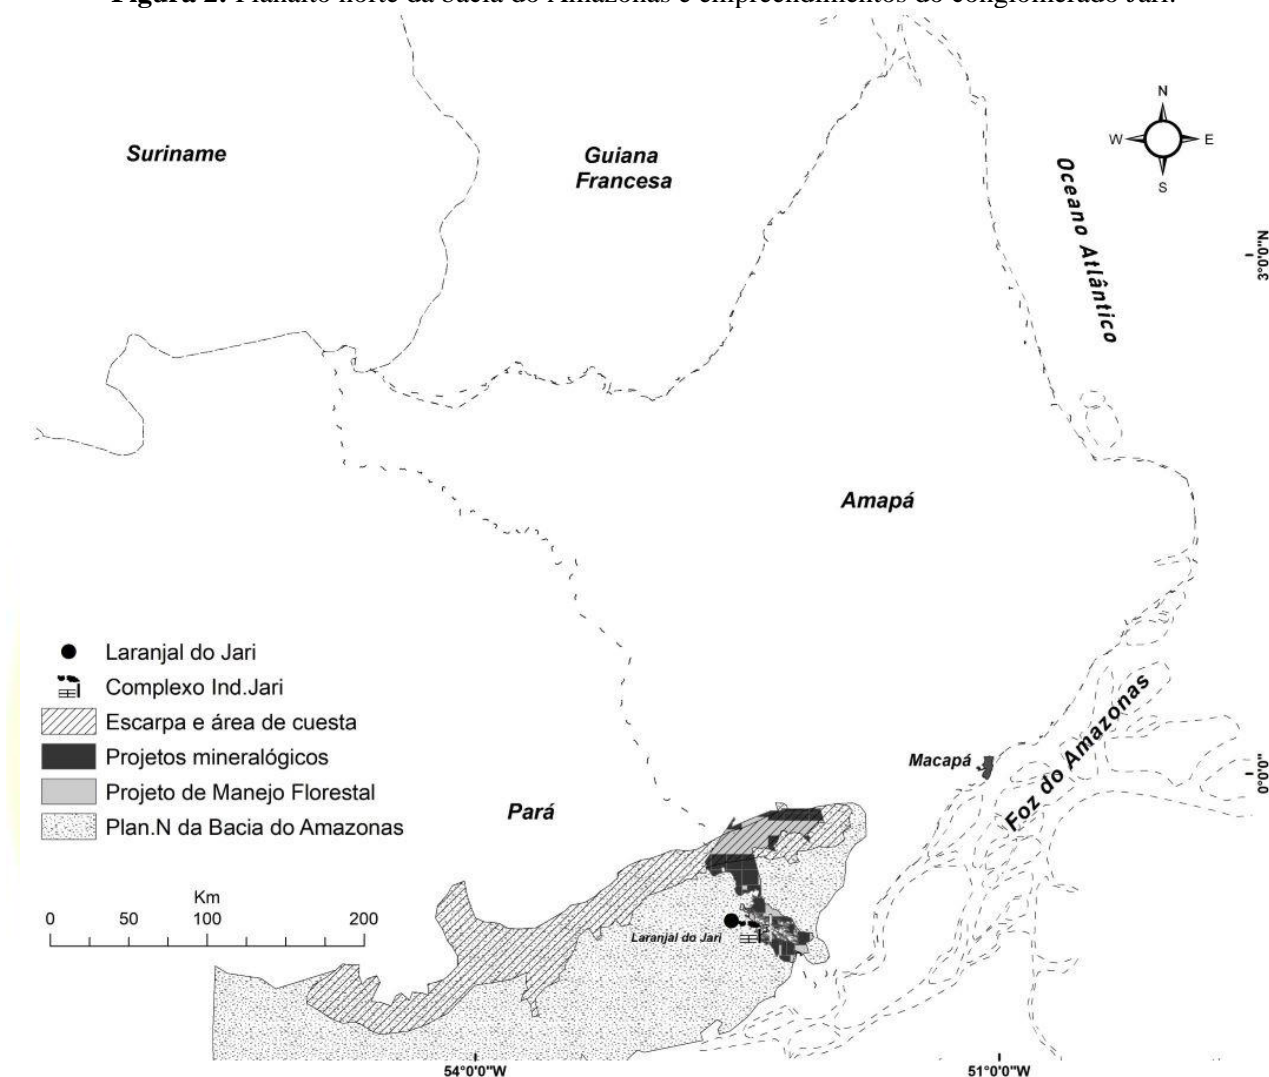 Figura 2: Planalto norte da bacia do Amazonas e empreendimentos do conglomerado Jari.
N
W
E
S
Suriname
Guiana
Francesa
Oceano Atlântico
3°0'0"N
Amapá
Laranjal do Jari
Complexo Ind.Jari
Escarpa e área de cuesta
Projetos mineralógicos
Projeto de Manejo Florestal
Plan.N da Bacia do Amazonas
Macapá
Foz do Amazonas
0°0'0"
Pará
Km
0 50 100 200
Laranjal do Jari
54°0'0"W
51°0'0"W